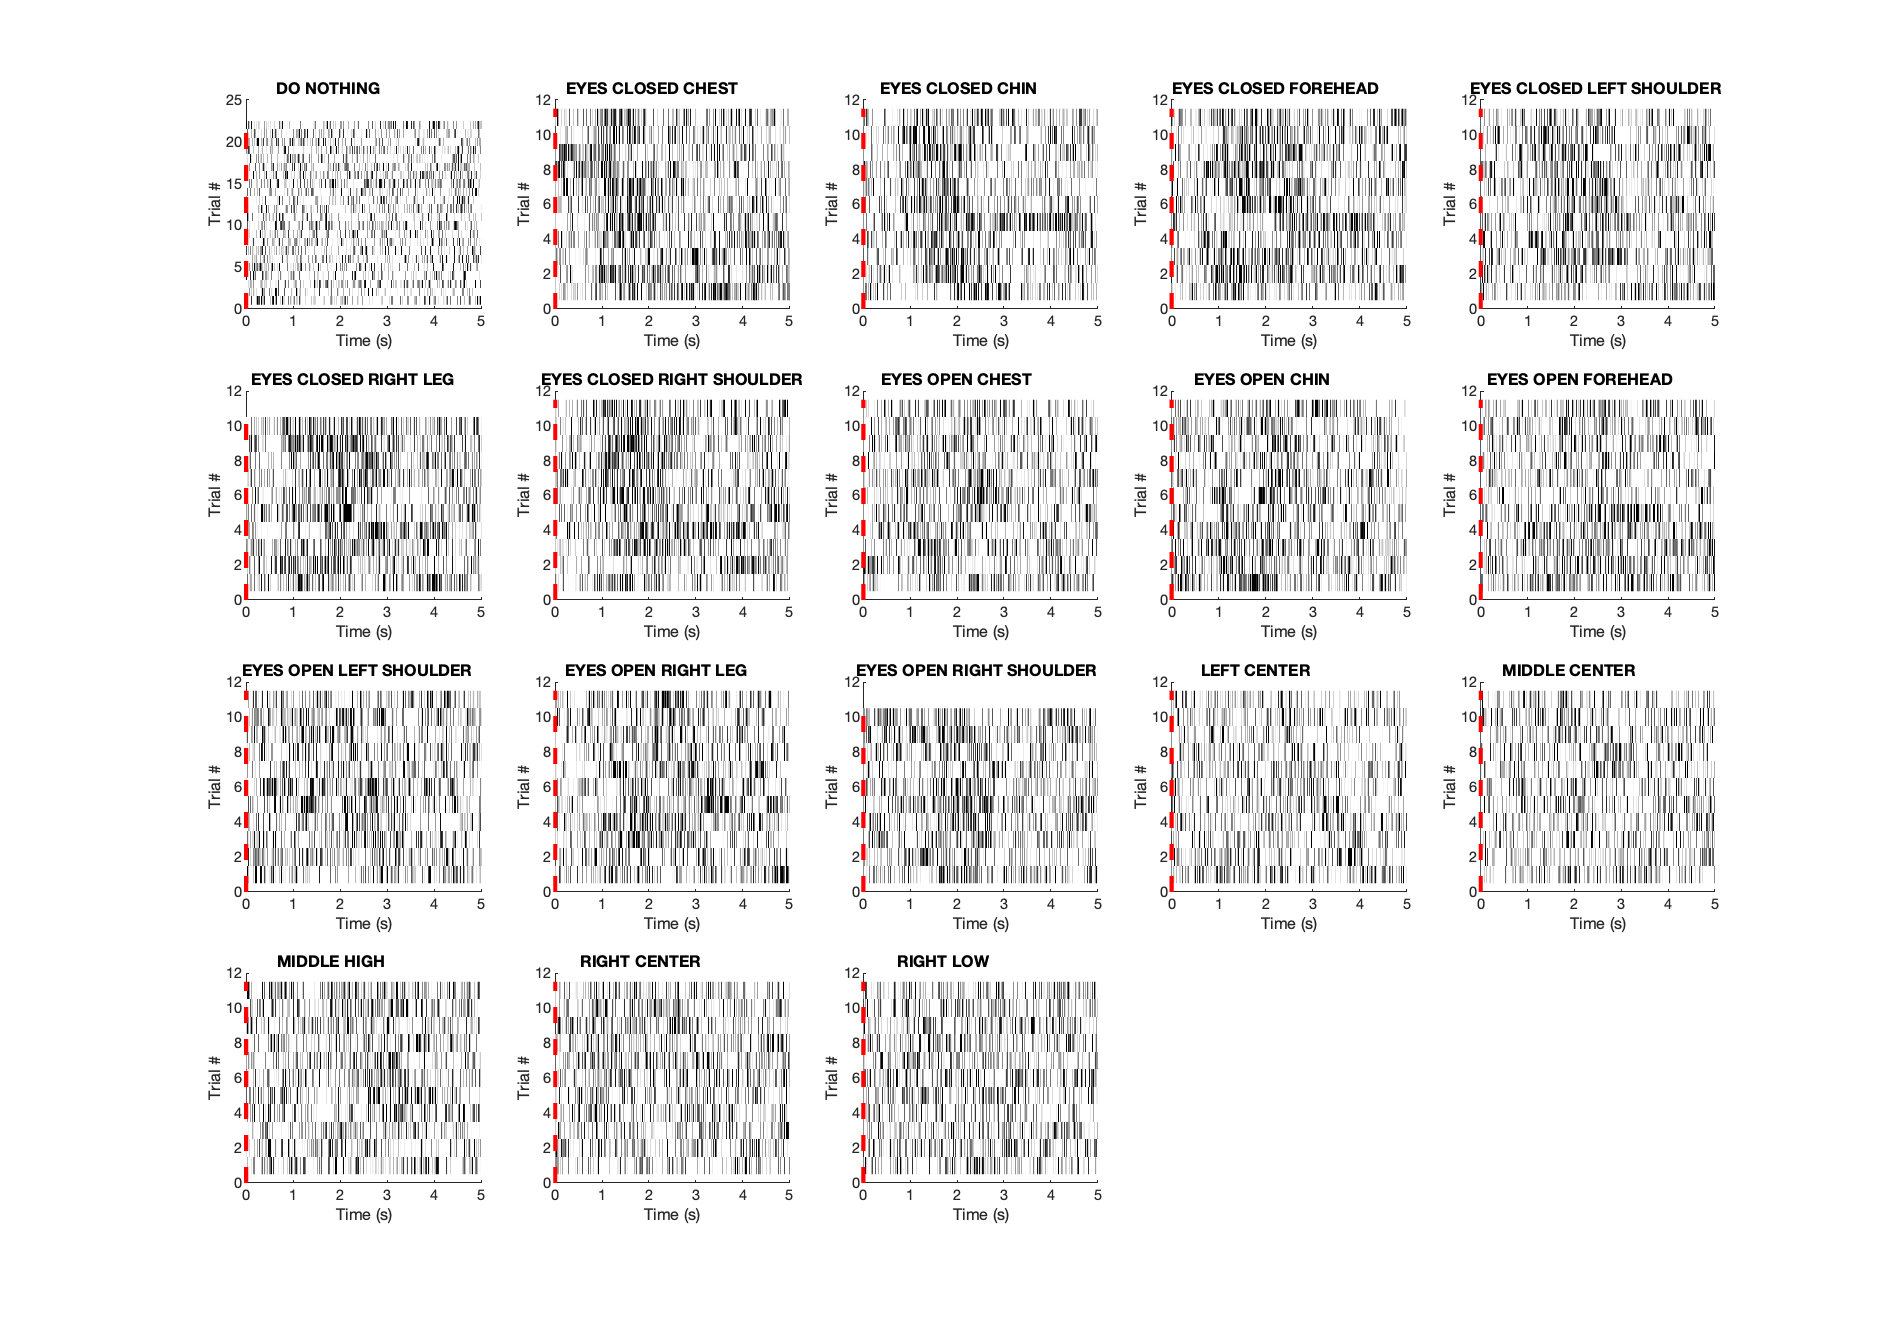 DO NOTHING
25
20
15
10
5
0
Trial #
0 1 2 3 4 5
Time (s)
EYES CLOSED CHEST
12
10
8
6
4
2
0
Trial #
0 1 2 3 4 5
Time (s)
EYES CLOSED CHIN
12
10
8
6
4
2
0
Trial #
0 1 2 3 4 5
Time (s)
EYES CLOSED FOREHEAD
12
10
8
6
4
2
0
Trial #
0 1 2 3 4 5
Time (s)
EYES CLOSED LEFT SHOULDER
12
10
8
6
4
2
0
Trial #
0 1 2 3 4 5
Time (s)
EYES CLOSED RIGHT LEG
12
10
8
6
4
2
0
Trial #
0 1 2 3 4 5
Time (s)
EYES CLOSED RIGHT SHOULDER
12
10
8
6
4
2
0
Trial #
0 1 2 3 4 5
Time (s)
EYES OPEN CHEST
12
10
8
6
4
2
0
Trial #
0 1 2 3 4 5
Time (s)
EYES OPEN CHIN
12
10
8
6
4
2
0
Trial #
0 1 2 3 4 5
Time (s)
EYES OPEN FOREHEAD
12
10
8
6
4
2
0
Trial #
0 1 2 3 4 5
Time (s)
EYES OPEN LEFT SHOULDER
12
10
8
6
4
2
0
Trial #
0 1 2 3 4 5
Time (s)
EYES OPEN RIGHT LEG
12
10
8
6
4
2
0
Trial #
0 1 2 3 4 5
Time (s)
EYES OPEN RIGHT SHOULDER
12
10
8
6
4
2
0
Trial #
0 1 2 3 4 5
Time (s)
LEFT CENTER
12
10
8
6
4
2
0
Trial #
0 1 2 3 4 5
Time (s)
MIDDLE CENTER
12
10
8
6
4
2
0
Trial #
0 1 2 3 4 5
Time (s)
MIDDLE HIGH
12
10
8
6
4
2
0
Trial #
0 1 2 3 4 5
Time (s)
RIGHT CENTER
12
10
8
6
4
2
0
Trial #
0 1 2 3 4 5
Time (s)
RIGHT LOW
12
10
8
6
4
2
0
Trial #
0 1 2 3 4 5
Time (s)